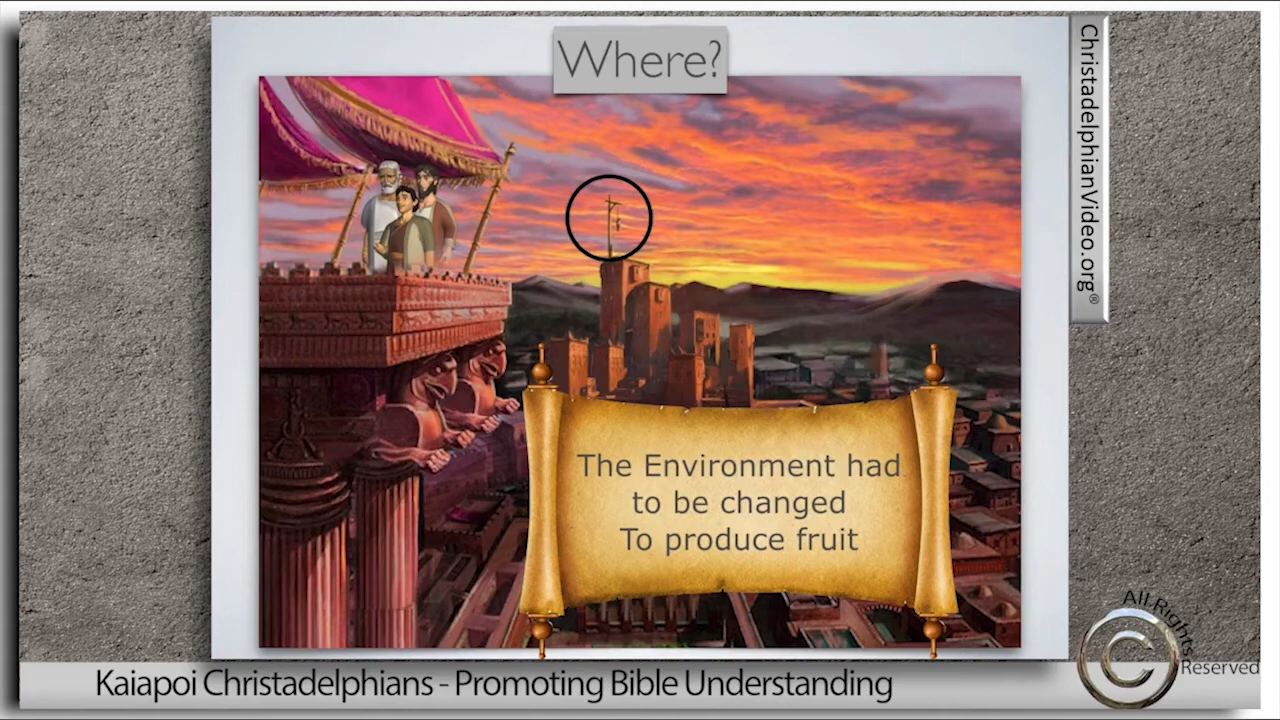 Where?
ChristadelphianVideo.org®
The Environment had
to be changed
To produce fruit
All Rights
Reserved
C
Kaiapoi Christadelphians - Promoting Bible Understanding